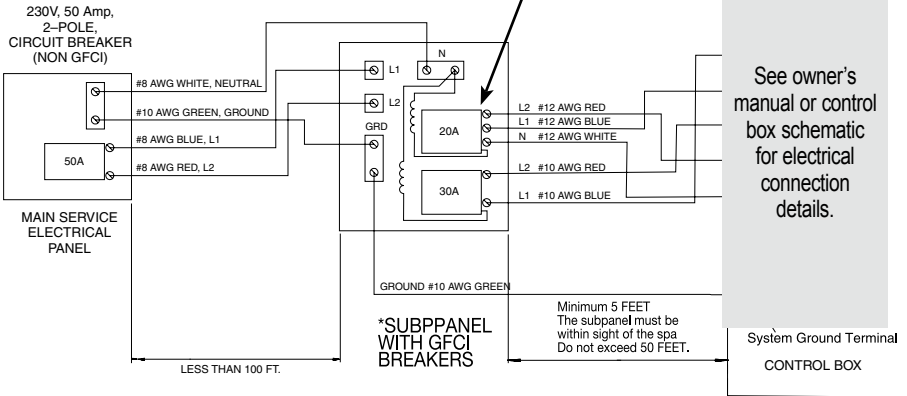 230V, 50 Amp,
2–POLE,
CIRCUIT BREAKER
(NON GFCI)
#8 AWG WHITE, NEUTRAL
#10 AWG GREEN, GROUND
#8 AWG BLUE, L1
50A
#8 AWG RED, L2
MAIN SERVICE
ELECTRICAL
PANEL
N
L1
L2
GRD
20A
30A
L2 #12 AWG RED
L1 #12 AWG BLUE
N #12 AWG WHITE
L2 #10 AWG RED
L1 #10 AWG BLUE
GROUND #10 AWG GREEN
See owner's
manual or control
box schematic
for electrical
connection
details.
*SUBPPANEL
WITH GFCI
BREAKERS
LESS THAN 100 FT.
Minimum 5 FEET
The subpanel must be
within sight of the spa
Do not exceed 50 FEET.
System Ground Terminal
CONTROL BOX